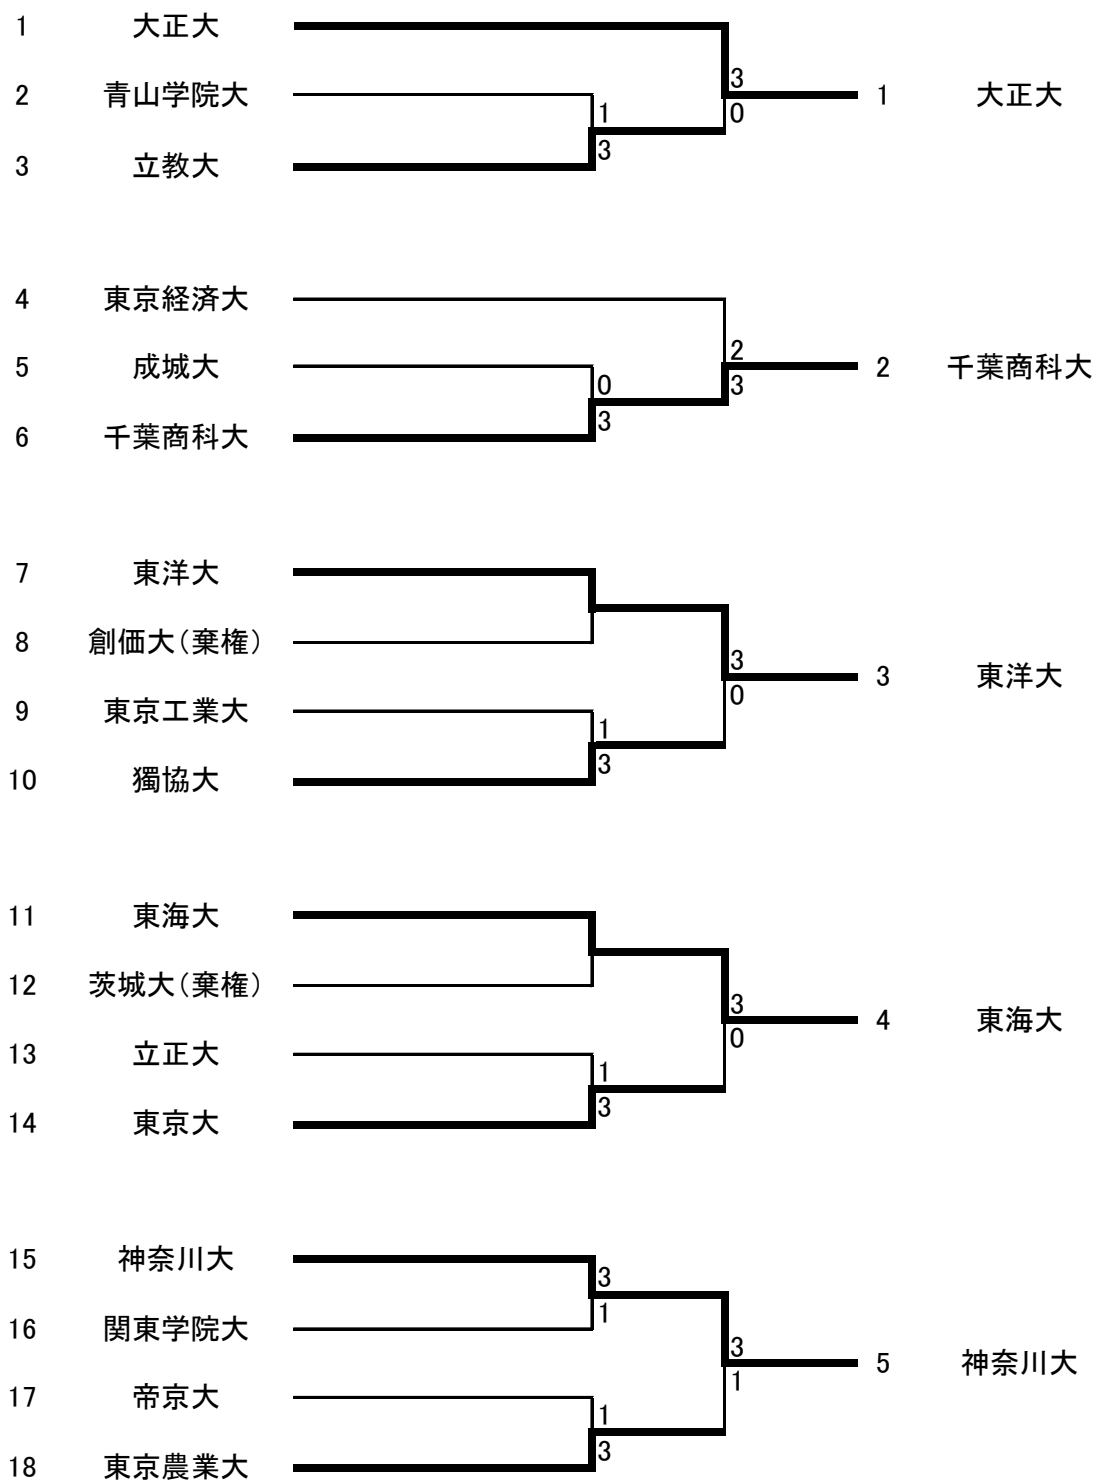 1 大正大
3
2 青山学院大
1
0
1 大正大
3 立教大
3
4 東京経済大
2
5 成城大
0
3
2 千葉商科大
6 千葉商科大
3
7 東洋大
8 創価大（棄権）
3
0
3 東洋大
9 東京工業大
1
10 獨協大
3
11 東海大
12 茨城大（棄権）
3
0
4 東海大
13 立正大
1
14 東京大
3
15 神奈川大
3
16 関東学院大
1
3
1
5 神奈川大
17 帝京大
1
18 東京農業大
3